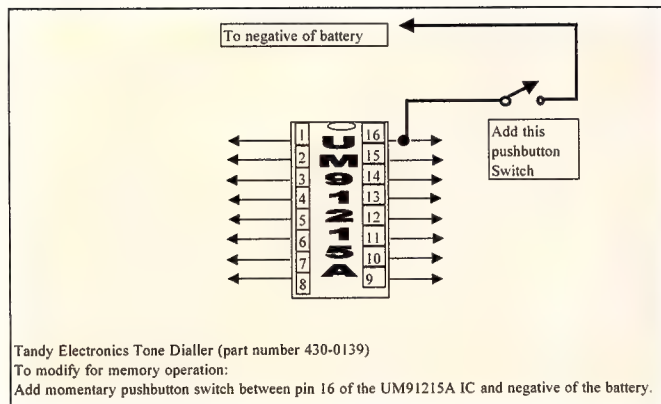 To negative of battery
Add this
pushbutton
Switch
1 16
2 15
3 14
4 13
5 12
6 11
7 10
8 9
UM91215A
Tandy Electronics Tone Dialler (part number 430-0139)
To modify for memory operation:
Add momentary pushbutton switch between pin 16 of the UM91215A IC and negative of the battery.